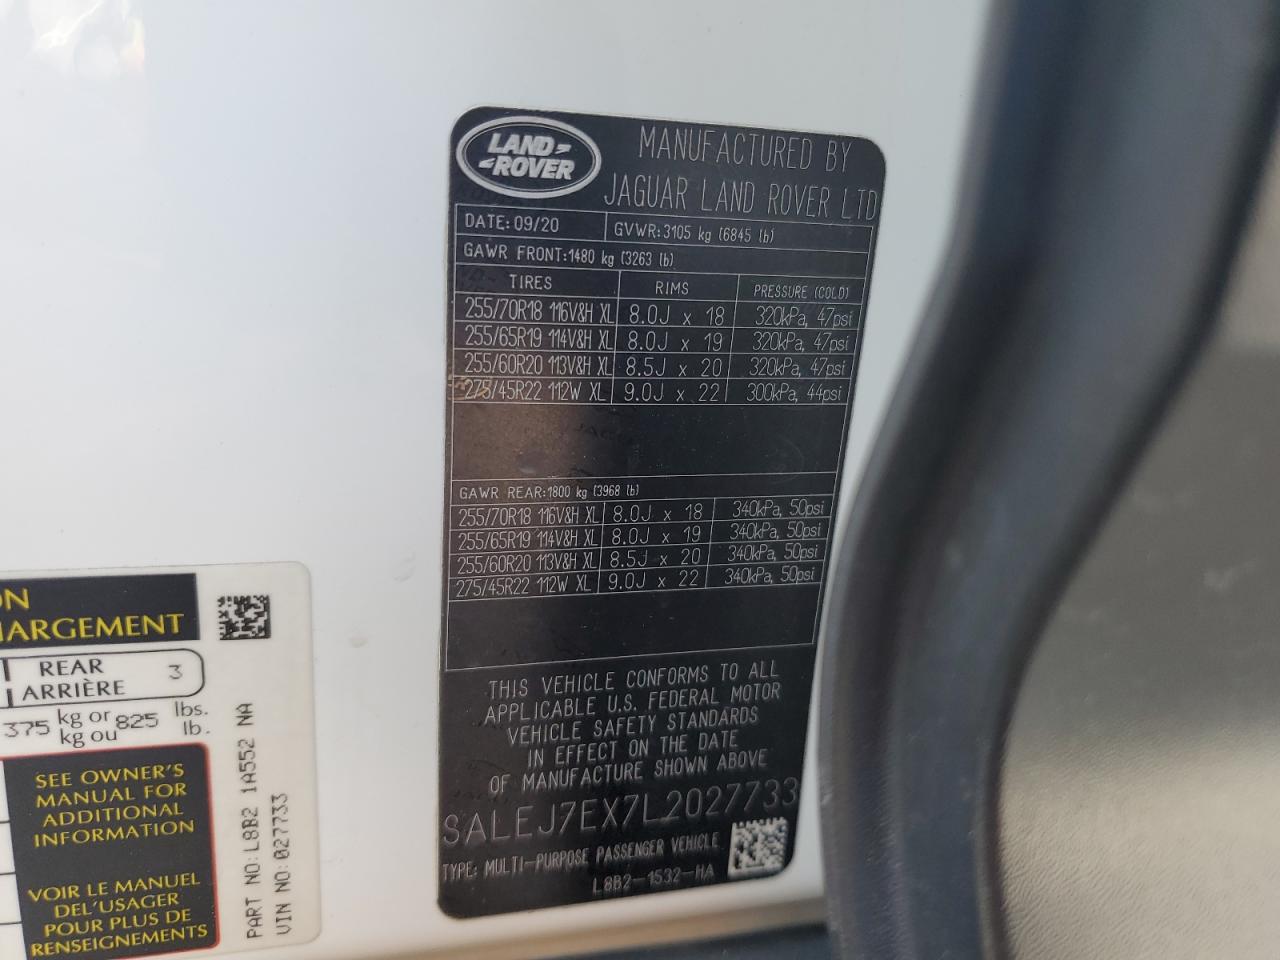 LAND
ROVER
MANUFACTURED BY
JAGUAR LAND ROVER LTD
DATE: 09/20 GVWR: 3105 kg (6845 lb)
GAWR FRONT: 1480 kg (3263 lb)
TIRES RIMS PRESSURE (COLD)
255/70R18 116V&H XL 8.0J x 18 320kPa, 47psi
255/65R19 114V&H XL 8.0J x 19 320kPa, 47psi
255/60R20 113V&H XL 8.5J x 20 320kPa, 47psi
275/45R22 112W XL 9.0J x 22 300kPa, 44psi
GAWR REAR: 1800 kg (3968 lb)
255/70R18 116V&H XL 8.0J x 18 340kPa, 50psi
255/65R19 114V&H XL 8.0J x 19 340kPa, 50psi
255/60R20 113V&H XL 8.5J x 20 340kPa, 50psi
275/45R22 112W XL 9.0J x 22 340kPa, 50psi
THIS VEHICLE CONFORMS TO ALL
APPLICABLE U.S. FEDERAL MOTOR
VEHICLE SAFETY STANDARDS
IN EFFECT ON THE DATE
OF MANUFACTURE SHOWN ABOVE
SALEJ7EX7L2027733
TYPE: MULTI-PURPOSE PASSENGER VEHICLE
L8B2-1532-HA
ON
HARGEMENT
REAR 3
ARRIÈRE
375 kg or 825 lbs.
kg ou lb.
SEE OWNER'S
MANUAL FOR
ADDITIONAL
INFORMATION
VOIR LE MANUEL
DEL'USAGER
POUR PLUS DE
RENSEIGNEMENTS
PART NO: L8B2 1A552 NA
VIN NO: 027733